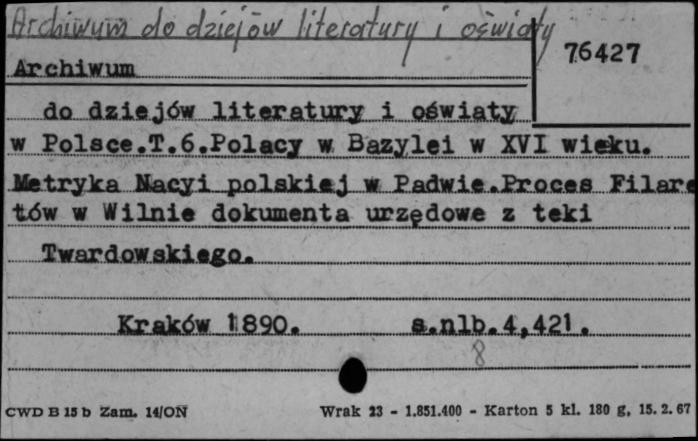 Archiwum do dziejów literatury i oświaty
76427
Archiwum
do dziejów literatury i oświaty
w Polsce.T.6.Polacy w Bazylei w XVI wieku.
Metryka Nacyi polskiej w Padwie.Proces Filare
tów w Wilnie dokumenta urzędowe z teki
Twardowskiego.
Kraków 1890. s.nlb.4,421.
8
CWD B 15 b Zam. 14/ON Wrak 23 - 1.851.400 - Karton 5 kl. 180 g, 15. 2. 67